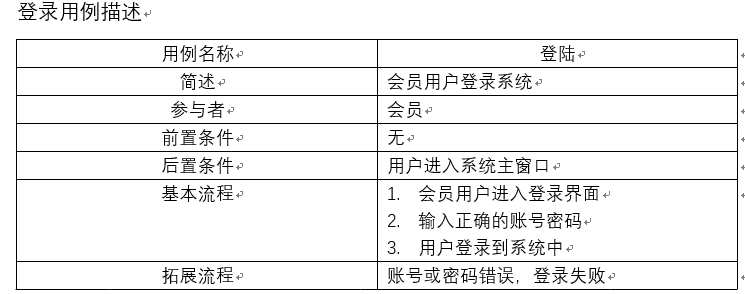 登录用例描述
用例名称 登陆
简述 会员用户登录系统
参与者 会员
前置条件 无
后置条件 用户进入系统主窗口
基本流程 1. 会员用户进入登录界面
2. 输入正确的账号密码
3. 用户登录到系统中
拓展流程 账号或密码错误，登录失败